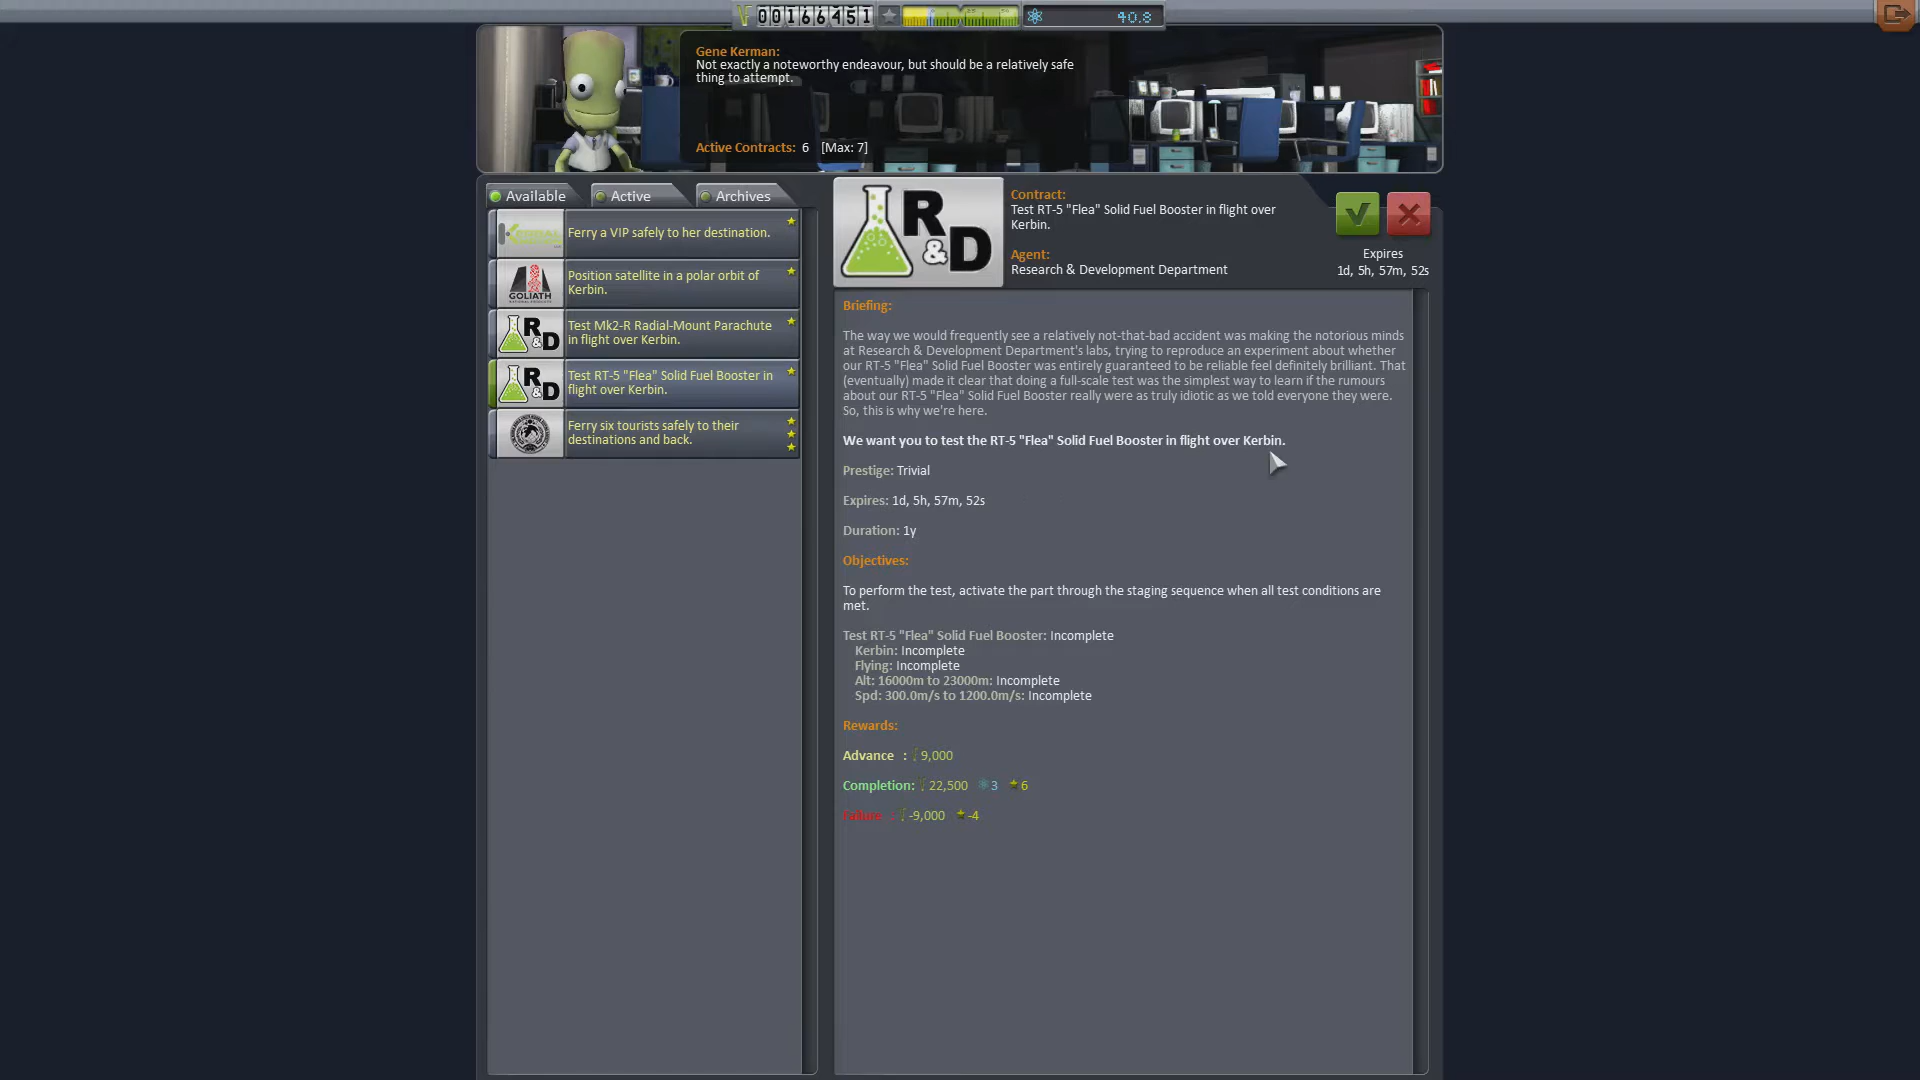 00166451
40.8
Gene Kerman:
Not exactly a noteworthy endeavour, but should be a relatively safe
thing to attempt.
Active Contracts: 6 [Max: 7]
Available
Active
Archives
Ferry a VIP safely to her destination.
GOLIATH
Position satellite in a polar orbit of
Kerbin.
R&D
Test Mk2-R Radial-Mount Parachute
in flight over Kerbin.
R&D
Test RT-5 "Flea" Solid Fuel Booster in
flight over Kerbin.
Ferry six tourists safely to their
destinations and back.
R&D
Contract:
Test RT-5 "Flea" Solid Fuel Booster in flight over
Kerbin.
Agent:
Research & Development Department
Expires
1d, 5h, 57m, 52s
Briefing:
The way we would frequently see a relatively not-that-bad accident was making the notorious minds
at Research & Development Department's labs, trying to reproduce an experiment about whether
our RT-5 "Flea" Solid Fuel Booster was entirely guaranteed to be reliable feel definitely brilliant. That
(eventually) made it clear that doing a full-scale test was the simplest way to learn if the rumours
about our RT-5 "Flea" Solid Fuel Booster really were as truly idiotic as we told everyone they were.
So, this is why we're here.
We want you to test the RT-5 "Flea" Solid Fuel Booster in flight over Kerbin.
Prestige: Trivial
Expires: 1d, 5h, 57m, 52s
Duration: 1y
Objectives:
To perform the test, activate the part through the staging sequence when all test conditions are
met.
Test RT-5 "Flea" Solid Fuel Booster: Incomplete
Kerbin: Incomplete
Flying: Incomplete
Alt: 16000m to 23000m: Incomplete
Spd: 300.0m/s to 1200.0m/s: Incomplete
Rewards:
Advance : 9,000
Completion: 22,500 3 6
Failure : -9,000 -4